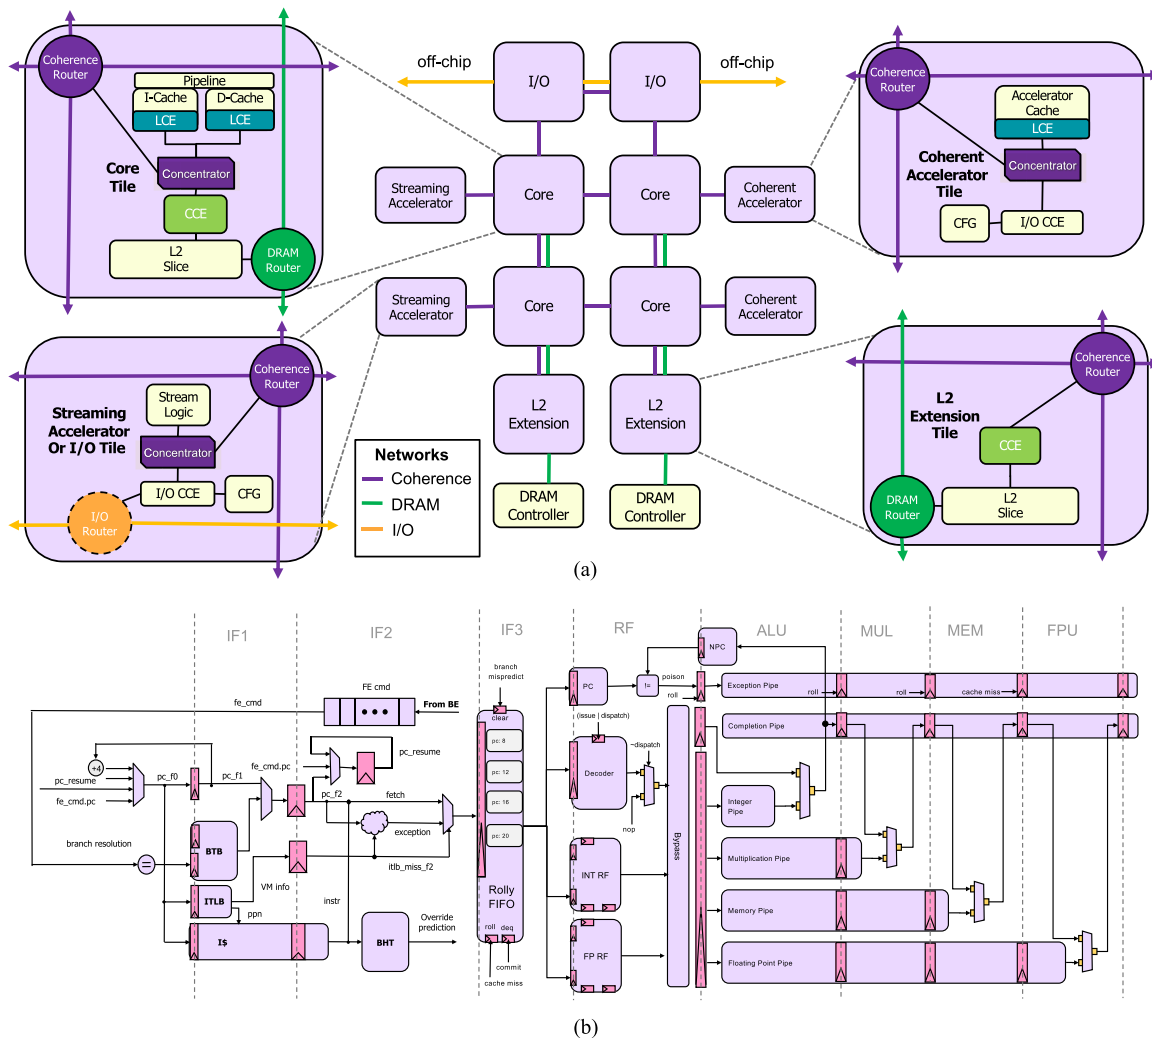 Coherence
Router
Pipeline
I-Cache
D-Cache
LCE
LCE
Core
Tile
Concentrator
CCE
L2
Slice
DRAM
Router
off-chip
I/O
I/O
off-chip
Streaming
Accelerator
Core
Core
Coherent
Accelerator
Streaming
Accelerator
Core
Core
Coherent
Accelerator
L2
Extension
L2
Extension
DRAM
Controller
DRAM
Controller
Coherence
Router
Accelerator
Cache
LCE
Concentrator
Coherent
Accelerator
Tile
CFG
I/O CCE
Coherence
Router
Stream
Logic
Streaming
Accelerator
Or I/O Tile
Concentrator
I/O CCE
CFG
I/O
Router
Networks
Coherence
DRAM
I/O
Coherence
Router
L2
Extension
Tile
CCE
DRAM
Router
L2
Slice
(a)
IF1
IF2
IF3
RF
ALU
MUL
MEM
FPU
FE cmd
fe_cmd
From BE
+4
pc_resume
fe_cmd.pc
pc_f0
pc_f1
pc_resume
pc_f2
fetch
exception
itlb_miss_f2
branch resolution
=
BTB
ITLB
VM info
ppn
instr
I$
BHT
Override
prediction
branch
mispredict
clear
pc: 8
pc: 12
pc: 16
pc: 20
Rolly
FIFO
roll
deq
commit
cache miss
PC
!=
poison
roll
NPC
(issue | dispatch)
Decoder
~dispatch
nop
INT RF
FP RF
Bypass
Exception Pipe
roll
roll
cache miss
Completion Pipe
Integer
Pipe
Multiplication Pipe
Memory Pipe
Floating Point Pipe
(b)